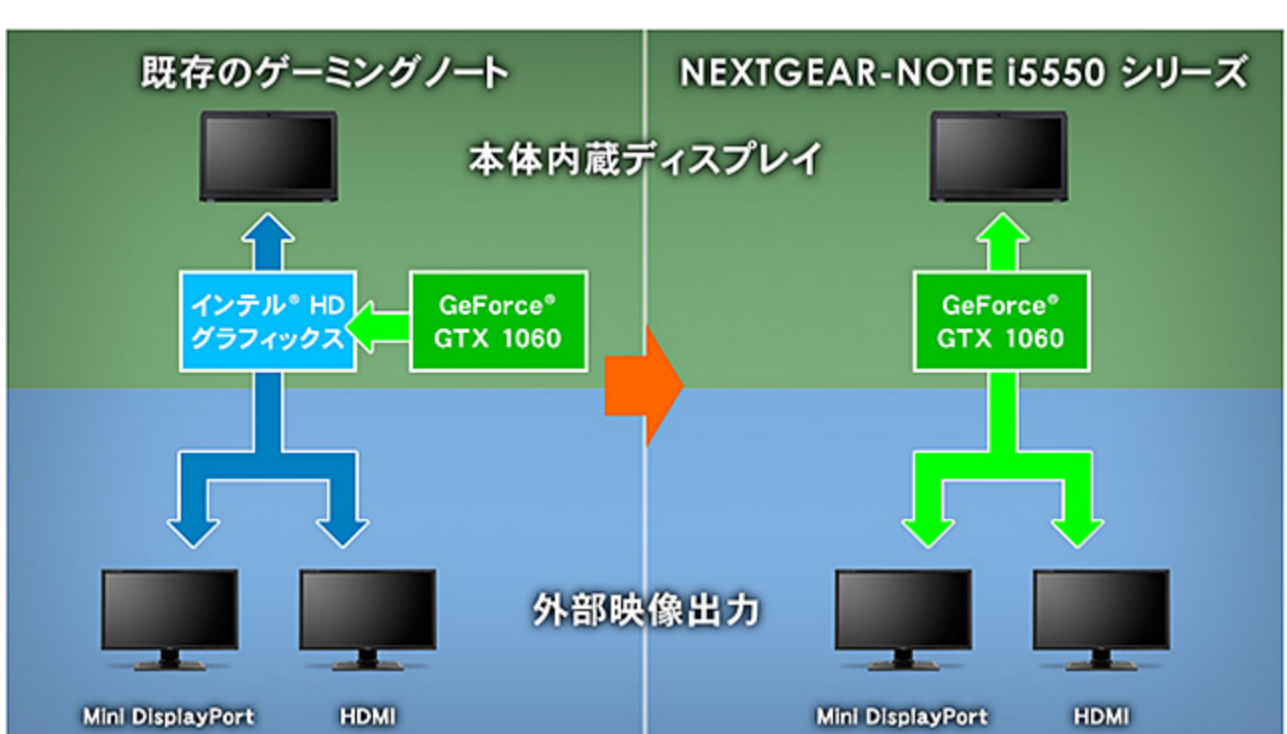 既存のゲーミングノート
NEXTGEAR-NOTE i5550 シリーズ
本体内蔵ディスプレイ
インテル® HD
グラフィックス
GeForce®
GTX 1060
GeForce®
GTX 1060
外部映像出力
Mini DisplayPort
HDMI
Mini DisplayPort
HDMI